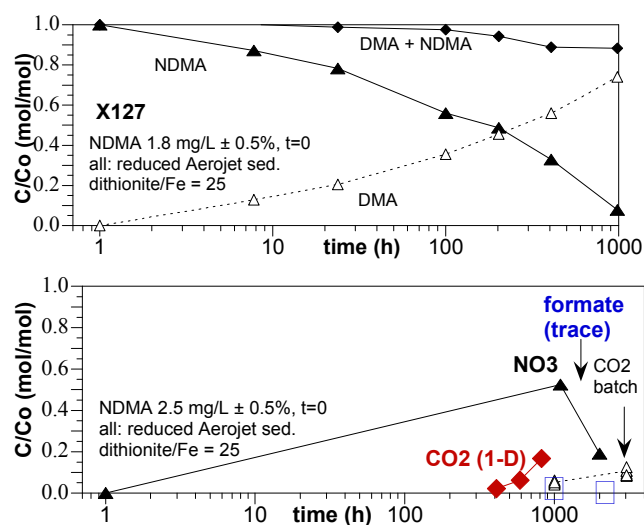 1.0
0.8
0.6
0.4
0.2
0.0
C/Co (mol/mol)
DMA + NDMA
NDMA
X127
NDMA 1.8 mg/L ± 0.5%, t=0
all: reduced Aerojet sed.
dithionite/Fe = 25
DMA
1
10
100
1000
time (h)
1.0
0.8
0.6
0.4
0.2
0.0
C/Co (mol/mol)
formate
(trace)
NO3
CO2
batch
NDMA 2.5 mg/L ± 0.5%, t=0
all: reduced Aerojet sed.
dithionite/Fe = 25
CO2 (1-D)
1
10
100
1000
time (h)